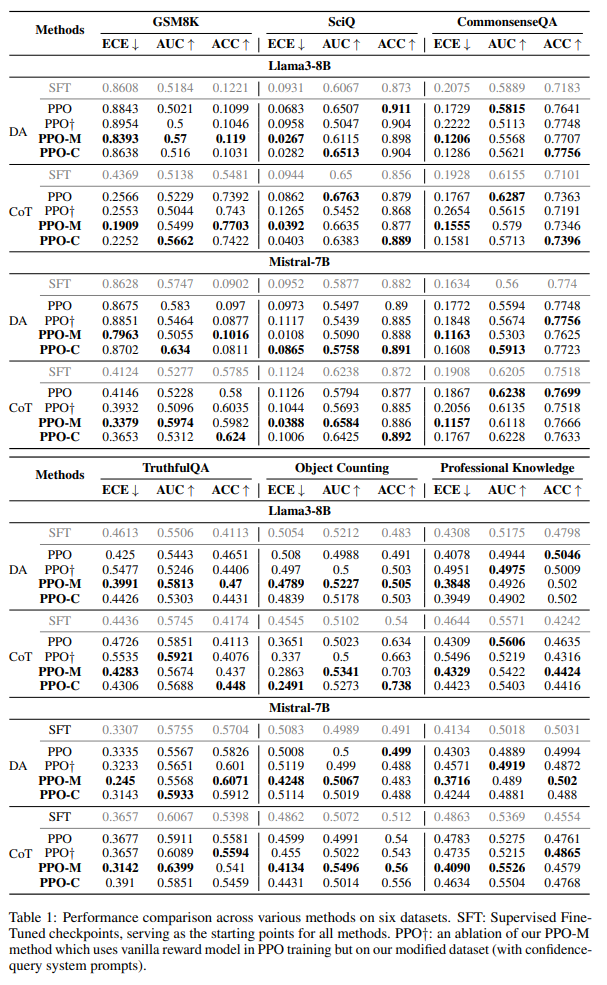 Methods GSM8K SciQ CommonsenseQA
ECE ↓ AUC ↑ ACC ↑ ECE ↓ AUC ↑ ACC ↑ ECE ↓ AUC ↑ ACC ↑
Llama3-8B
SFT 0.8608 0.5184 0.1221 0.0931 0.6067 0.873 0.2075 0.5889 0.7183
DA
PPO 0.8843 0.5021 0.1099 0.0683 0.6507 0.911 0.1729 0.5815 0.7641
PPO† 0.8954 0.5 0.1046 0.0958 0.5047 0.904 0.2222 0.5113 0.7748
PPO-M 0.8393 0.57 0.119 0.0267 0.6115 0.898 0.1206 0.5568 0.7707
PPO-C 0.8638 0.516 0.1031 0.0282 0.6513 0.904 0.1286 0.5621 0.7756
SFT 0.4369 0.5138 0.5481 0.0944 0.65 0.856 0.1928 0.6155 0.7101
CoT
PPO 0.2566 0.5229 0.7392 0.0862 0.6763 0.879 0.1767 0.6287 0.7363
PPO† 0.2553 0.5044 0.743 0.1265 0.5452 0.868 0.2654 0.5615 0.7191
PPO-M 0.1909 0.5499 0.7703 0.0392 0.6635 0.877 0.1555 0.579 0.7346
PPO-C 0.2252 0.5662 0.7422 0.0403 0.6383 0.889 0.1581 0.5713 0.7396
Mistral-7B
SFT 0.8628 0.5747 0.0902 0.0952 0.5877 0.882 0.1634 0.56 0.774
DA
PPO 0.8675 0.583 0.097 0.0973 0.5497 0.89 0.1772 0.5594 0.7748
PPO† 0.8851 0.5464 0.0877 0.1117 0.5439 0.885 0.1848 0.5674 0.7756
PPO-M 0.7963 0.5055 0.1016 0.0108 0.5090 0.888 0.1163 0.5303 0.7625
PPO-C 0.8702 0.634 0.0811 0.0865 0.5758 0.891 0.1608 0.5913 0.7723
SFT 0.4124 0.5277 0.5785 0.1124 0.6238 0.872 0.1908 0.6205 0.7518
CoT
PPO 0.4146 0.5228 0.58 0.1126 0.5794 0.877 0.1867 0.6238 0.7699
PPO† 0.3932 0.5096 0.6035 0.1044 0.5693 0.885 0.2056 0.6135 0.7518
PPO-M 0.3379 0.5974 0.5982 0.0388 0.6584 0.886 0.1157 0.6118 0.7666
PPO-C 0.3653 0.5312 0.624 0.1006 0.6425 0.892 0.1767 0.6228 0.7633
Methods TruthfulQA Object Counting Professional Knowledge
ECE ↓ AUC ↑ ACC ↑ ECE ↓ AUC ↑ ACC ↑ ECE ↓ AUC ↑ ACC ↑
Llama3-8B
SFT 0.4613 0.5506 0.4113 0.5054 0.5212 0.483 0.4308 0.5175 0.4798
DA
PPO 0.425 0.5443 0.4651 0.508 0.4988 0.491 0.4078 0.4944 0.5046
PPO† 0.5477 0.5246 0.4406 0.497 0.5 0.503 0.4951 0.4975 0.5009
PPO-M 0.3991 0.5813 0.47 0.4789 0.5227 0.505 0.3848 0.4926 0.502
PPO-C 0.4426 0.5303 0.4431 0.4839 0.5178 0.503 0.3949 0.4902 0.502
SFT 0.4436 0.5745 0.4174 0.4545 0.5102 0.54 0.4644 0.5571 0.4242
CoT
PPO 0.4726 0.5851 0.4113 0.3651 0.5023 0.634 0.4309 0.5606 0.4635
PPO† 0.5535 0.5921 0.4076 0.337 0.5 0.663 0.5496 0.5219 0.4316
PPO-M 0.4283 0.5674 0.437 0.2863 0.5341 0.703 0.4329 0.5422 0.4424
PPO-C 0.4306 0.5688 0.448 0.2491 0.5273 0.738 0.4423 0.5403 0.4416
Mistral-7B
SFT 0.3307 0.5755 0.5704 0.5083 0.4989 0.491 0.4134 0.5018 0.5031
DA
PPO 0.3335 0.5567 0.5826 0.5008 0.5 0.499 0.4303 0.4889 0.4994
PPO† 0.3233 0.5651 0.601 0.5119 0.499 0.488 0.4571 0.4919 0.4872
PPO-M 0.245 0.5568 0.6071 0.4248 0.5067 0.483 0.3716 0.489 0.502
PPO-C 0.3143 0.5933 0.5912 0.5114 0.5019 0.488 0.4244 0.4881 0.488
SFT 0.3657 0.6067 0.5398 0.4862 0.5072 0.512 0.4863 0.5369 0.4554
CoT
PPO 0.3677 0.5911 0.5581 0.4599 0.4991 0.54 0.4783 0.5275 0.4761
PPO† 0.3657 0.6089 0.5594 0.455 0.5022 0.543 0.4735 0.5215 0.4865
PPO-M 0.3142 0.6399 0.541 0.4134 0.5496 0.56 0.4090 0.5526 0.4579
PPO-C 0.391 0.5851 0.5459 0.4431 0.5014 0.556 0.4634 0.5504 0.4768
Table 1: Performance comparison across various methods on six datasets. SFT: Supervised Fine-
Tuned checkpoints, serving as the starting points for all methods. PPO†: an ablation of our PPO-M
method which uses vanilla reward model in PPO training but on our modified dataset (with confidence-
query system prompts).